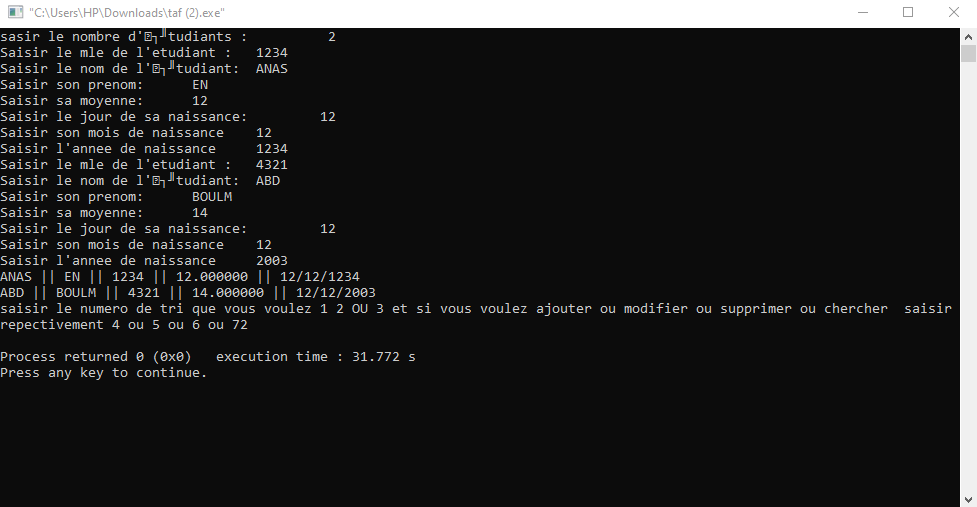 "C:\Users\HP\Downloads\taf (2).exe"
sasir le nombre d'�┐╜tudiants : 2
Saisir le mle de l'etudiant : 1234
Saisir le nom de l'�┐╜tudiant: ANAS
Saisir son prenom: EN
Saisir sa moyenne: 12
Saisir le jour de sa naissance: 12
Saisir son mois de naissance 12
Saisir l'annee de naissance 1234
Saisir le mle de l'etudiant : 4321
Saisir le nom de l'�┐╜tudiant: ABD
Saisir son prenom: BOULM
Saisir sa moyenne: 14
Saisir le jour de sa naissance: 12
Saisir son mois de naissance 12
Saisir l'annee de naissance 2003
ANAS || EN || 1234 || 12.000000 || 12/12/1234
ABD || BOULM || 4321 || 14.000000 || 12/12/2003
saisir le numero de tri que vous voulez 1 2 OU 3 et si vous voulez ajouter ou modifier ou supprimer ou chercher saisir
repectivement 4 ou 5 ou 6 ou 72
Process returned 0 (0x0) execution time : 31.772 s
Press any key to continue.